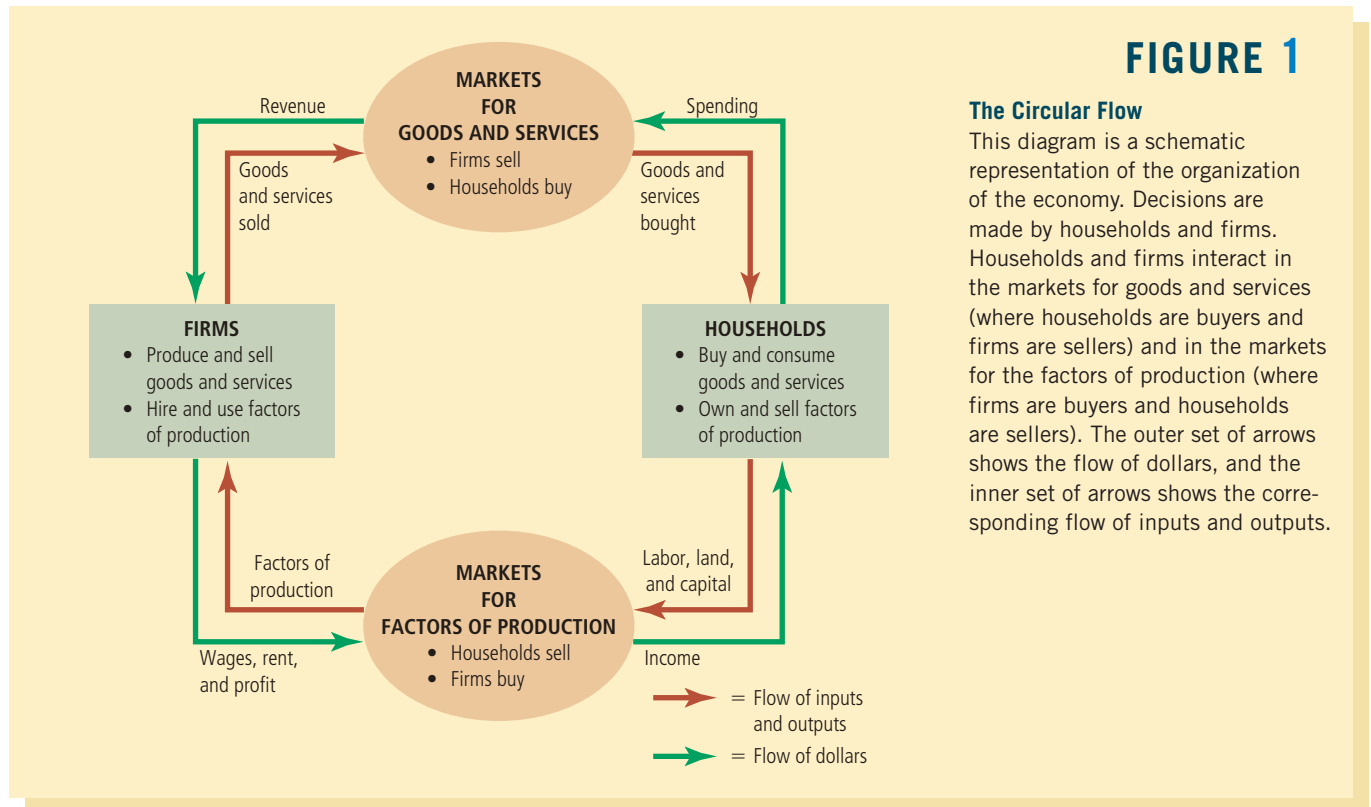 FIGURE 1
The Circular Flow
This diagram is a schematic
representation of the organization
of the economy. Decisions are
made by households and firms.
Households and firms interact in
the markets for goods and services
(where households are buyers and
firms are sellers) and in the markets
for the factors of production (where
firms are buyers and households
are sellers). The outer set of arrows
shows the flow of dollars, and the
inner set of arrows shows the corre-
sponding flow of inputs and outputs.
MARKETS
FOR
GOODS AND SERVICES
• Firms sell
• Households buy
Revenue
Spending
Goods
and services
sold
Goods and
services
bought
FIRMS
• Produce and sell
goods and services
• Hire and use factors
of production
HOUSEHOLDS
• Buy and consume
goods and services
• Own and sell factors
of production
Factors of
production
Labor, land,
and capital
MARKETS
FOR
FACTORS OF PRODUCTION
• Households sell
• Firms buy
Wages, rent,
and profit
Income
= Flow of inputs
and outputs
= Flow of dollars